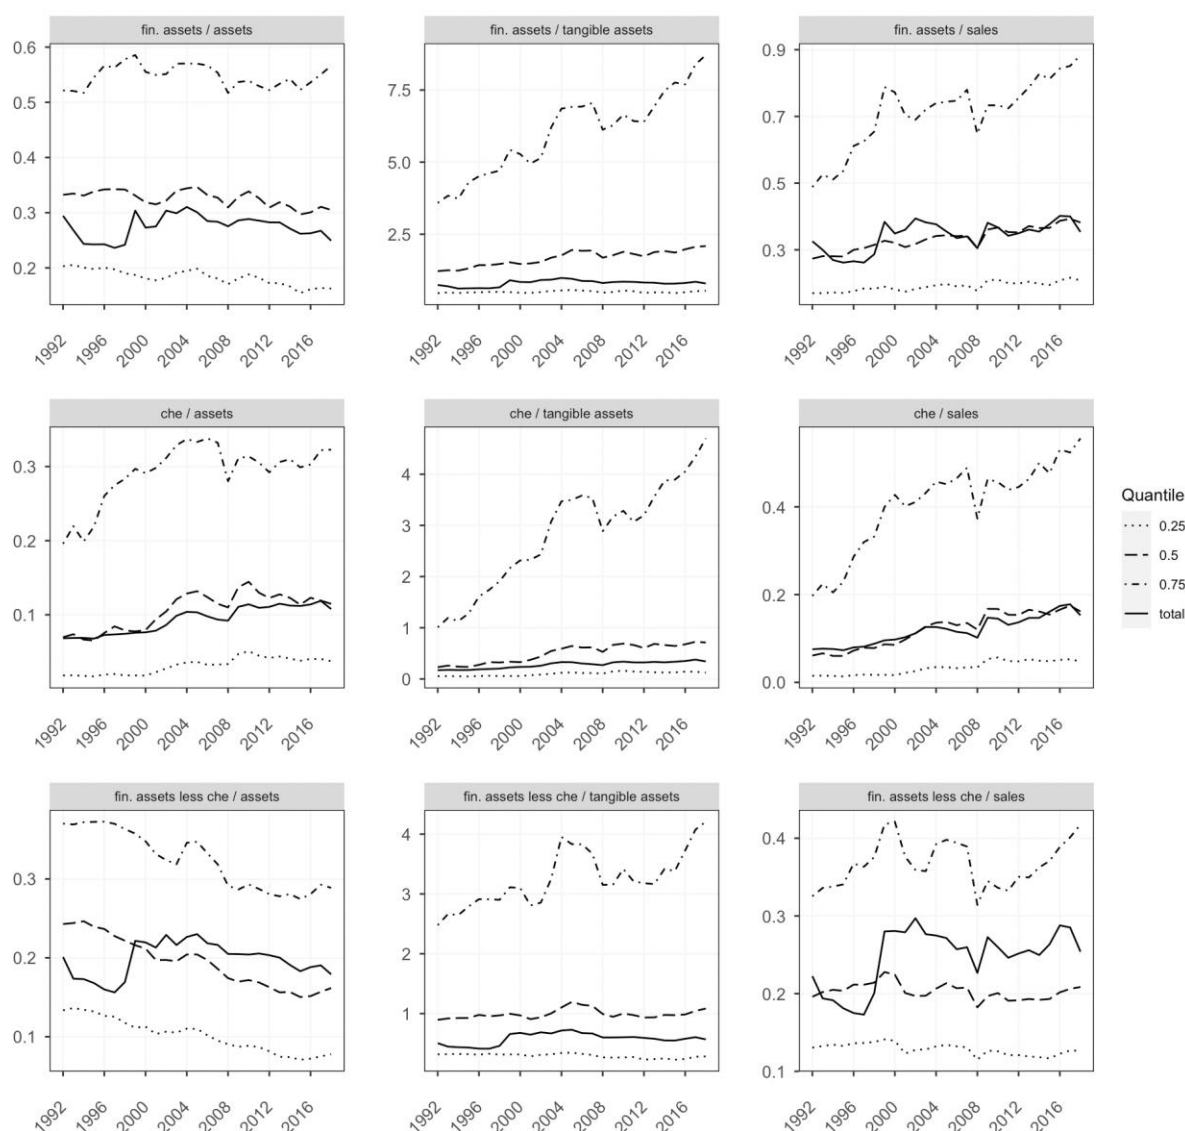 fin. assets / assets
fin. assets / tangible assets
fin. assets / sales
0.6
0.5
0.4
0.3
0.2
7.5
5.0
2.5
0.9
0.7
0.5
0.3
1992 1996 2000 2004 2008 2012 2016
1992 1996 2000 2004 2008 2012 2016
1992 1996 2000 2004 2008 2012 2016
che / assets
che / tangible assets
che / sales
0.3
0.2
0.1
4
3
2
1
0
0.4
0.2
0.0
1992 1996 2000 2004 2008 2012 2016
1992 1996 2000 2004 2008 2012 2016
1992 1996 2000 2004 2008 2012 2016
Quantile
0.25
0.5
0.75
total
fin. assets less che / assets
fin. assets less che / tangible assets
fin. assets less che / sales
0.3
0.2
0.1
4
3
2
1
0.4
0.3
0.2
0.1
1992 1996 2000 2004 2008 2012 2016
1992 1996 2000 2004 2008 2012 2016
1992 1996 2000 2004 2008 2012 2016